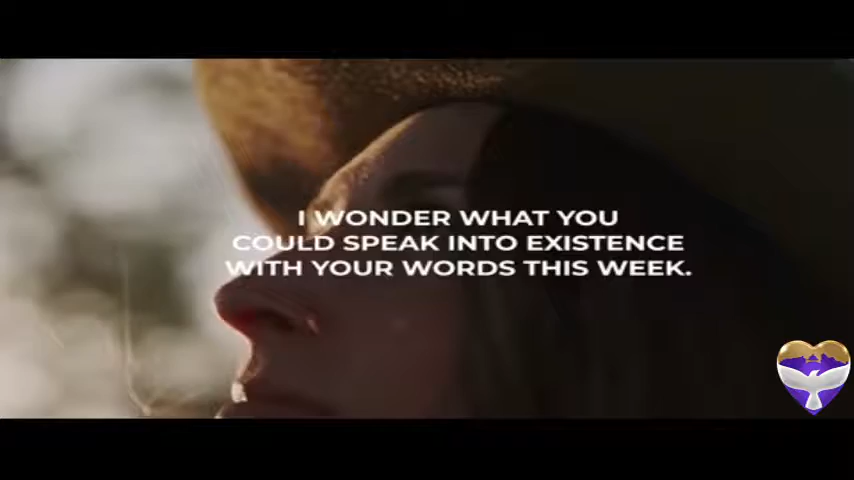 I WONDER WHAT YOU
COULD SPEAK INTO EXISTENCE
WITH YOUR WORDS THIS WEEK.